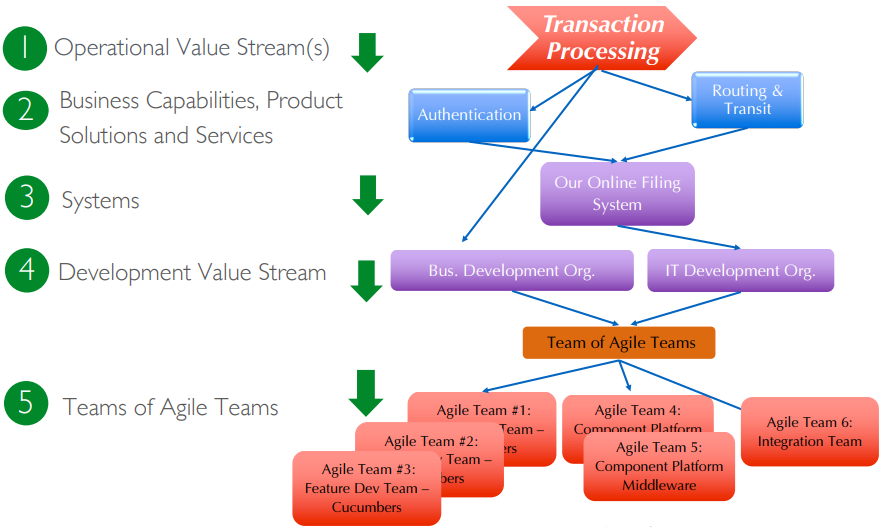 1 Operational Value Stream(s)
Transaction
Processing
2 Business Capabilities, Product
Solutions and Services
Authentication
Routing &
Transit
3 Systems
Our Online Filing
System
4 Development Value Stream
Bus. Development Org.
IT Development Org.
Team of Agile Teams
5 Teams of Agile Teams
Agile Team #1:
Team –
Agile Team #2:
Team –
Agile Team #3:
Feature Dev Team –
Cucumbers
Agile Team 4:
Component Platform
Agile Team 5:
Component Platform
Middleware
Agile Team 6:
Integration Team